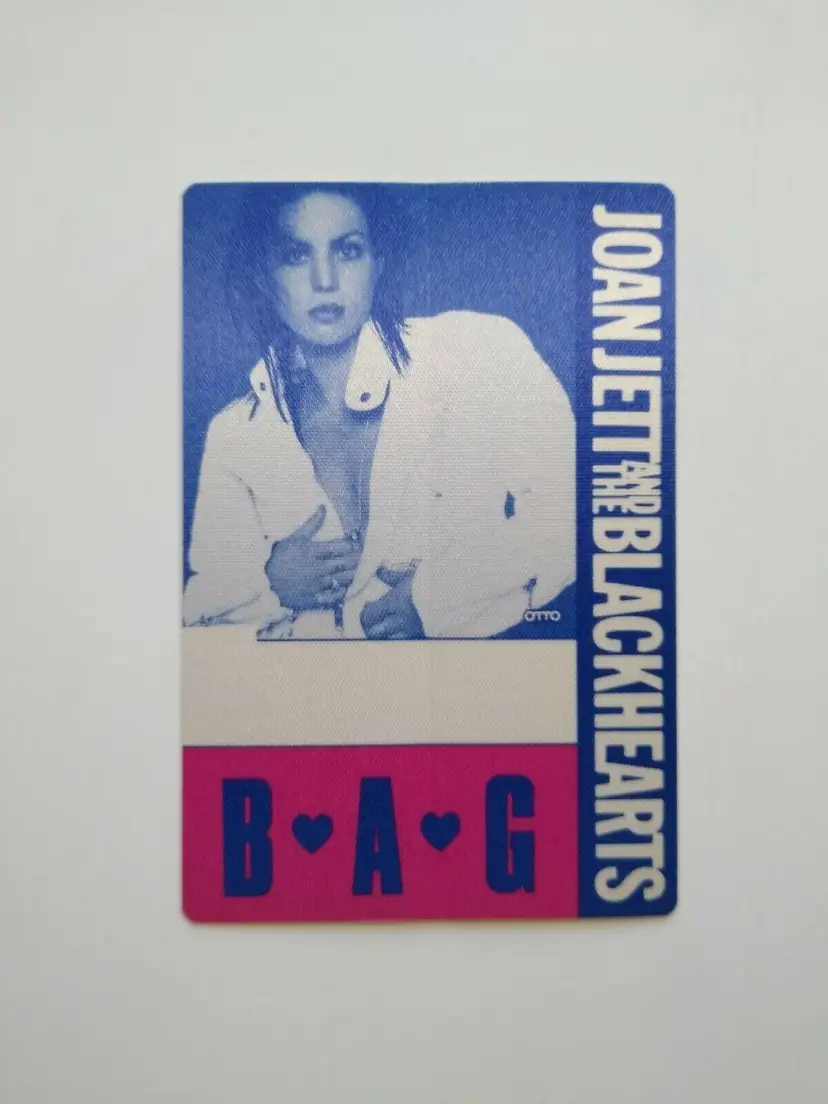 JOAN JETT AND THE BLACKHEARTS
OTTO
B♥A♥G